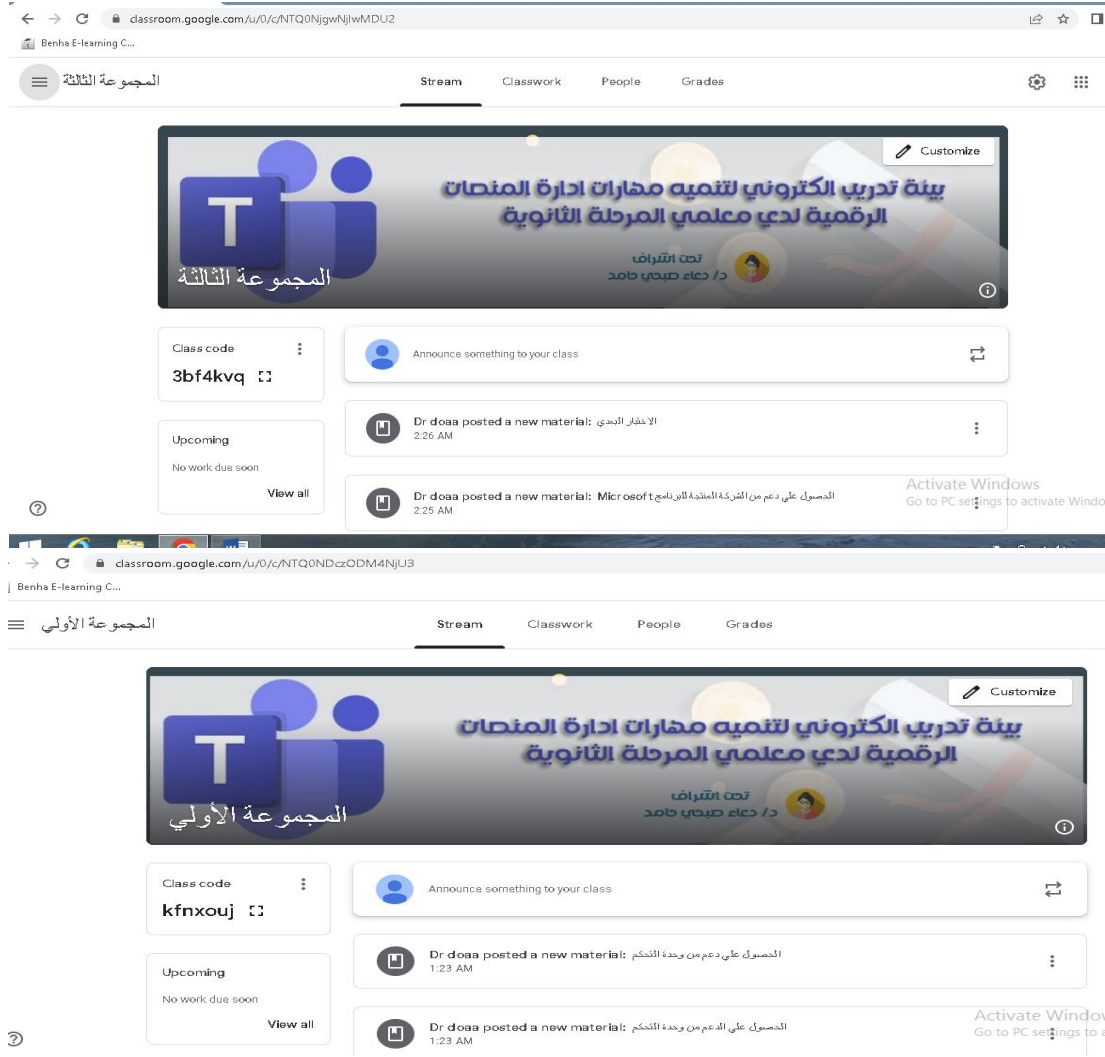 classroom.google.com/u/0/c/NTQ0NjgwNjIwMDU2
Benha E-learning C...
المجموعة الثالثة
Stream Classwork People Grades
Customize
T
بيئة تدريب الكتروني لتنميه مهارات ادارة المنصات
الرقمية لدي معلمي المرحلة الثانوية
تحت اشراف
د/ دعاء صبحي حامد
المجموعة الثالثة
Class code
3bf4kvq
Announce something to your class
Upcoming
No work due soon
View all
Dr doaa posted a new material: الاختبار البعدي
2:26 AM
Dr doaa posted a new material: Microsoft الحصول علي دعم من الشركة المنتجة للبرنامج
2:25 AM
Activate Windows
Go to PC settings to activate Windo
classroom.google.com/u/0/c/NTQ0NDczODM4NjU3
Benha E-learning C...
المجموعة الأولي
Stream Classwork People Grades
Customize
T
بيئة تدريب الكتروني لتنميه مهارات ادارة المنصات
الرقمية لدي معلمي المرحلة الثانوية
تحت اشراف
د/ دعاء صبحي حامد
المجموعة الأولي
Class code
kfnxouj
Announce something to your class
Upcoming
No work due soon
View all
Dr doaa posted a new material: الحصول علي دعم من وحدة التحكم
1:23 AM
Dr doaa posted a new material: الحصول علي الدعم من وحدة التحكم
1:23 AM
Activate Window
Go to PC settings to a